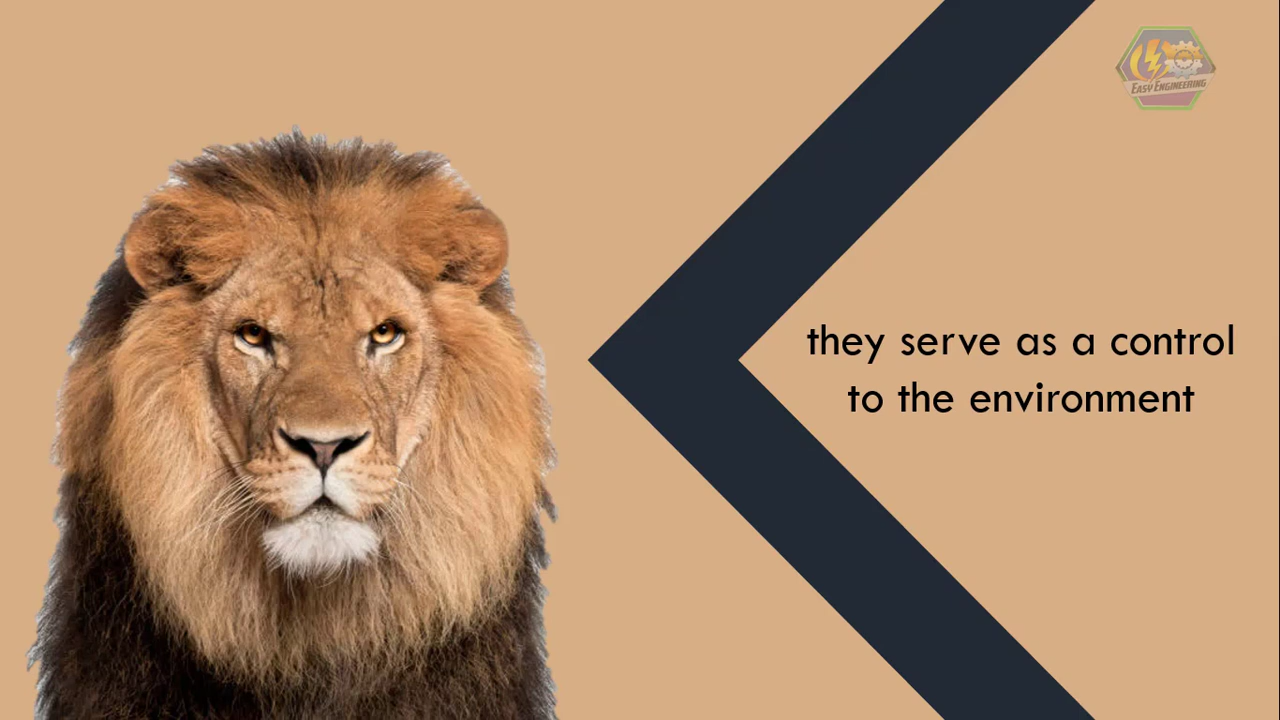 EASY ENGINEERING
they serve as a control
to the environment